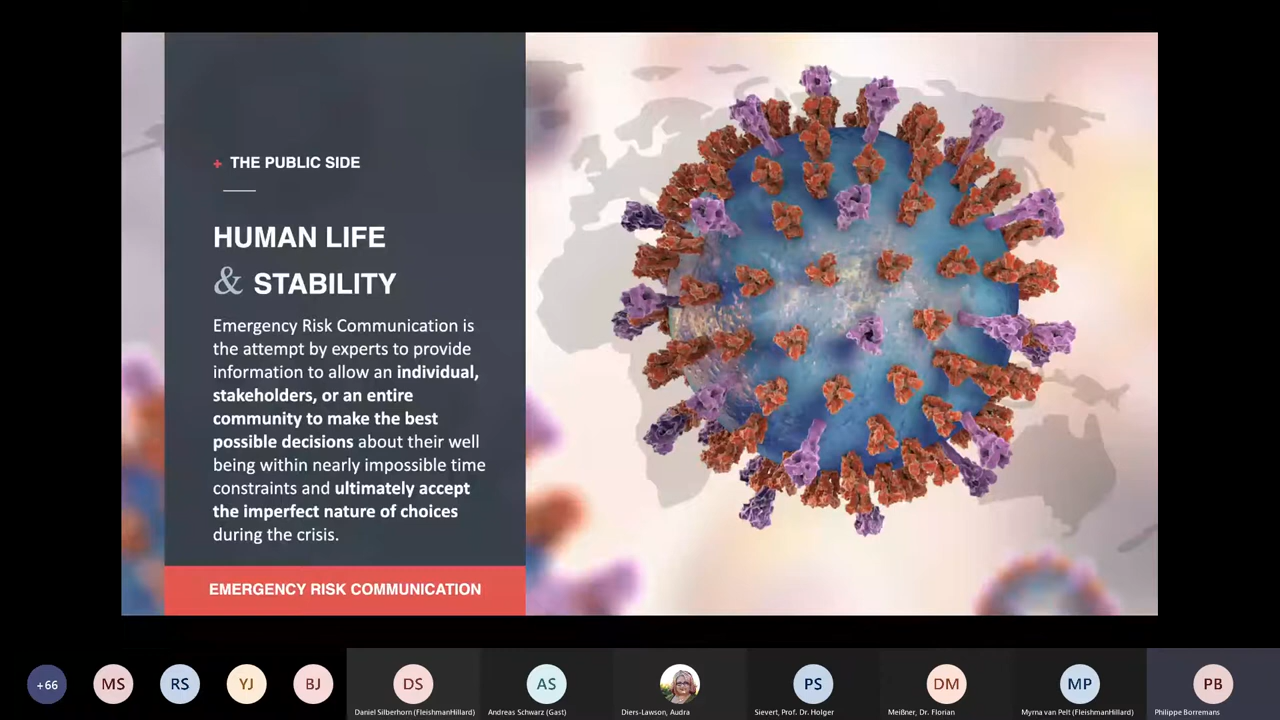 + THE PUBLIC SIDE
HUMAN LIFE
& STABILITY
Emergency Risk Communication is
the attempt by experts to provide
information to allow an individual,
stakeholders, or an entire
community to make the best
possible decisions about their well
being within nearly impossible time
constraints and ultimately accept
the imperfect nature of choices
during the crisis.
EMERGENCY RISK COMMUNICATION
+66
MS
RS
YJ
BJ
DS
AS
PS
DM
MP
PB
Daniel Silberhorn (FleishmanHillard)
Andreas Schwarz (Gast)
Diers-Lawson, Audra
Sievert, Prof. Dr. Holger
Meißner, Dr. Florian
Myrna van Pelt (FleishmanHillard)
Philippe Borremans